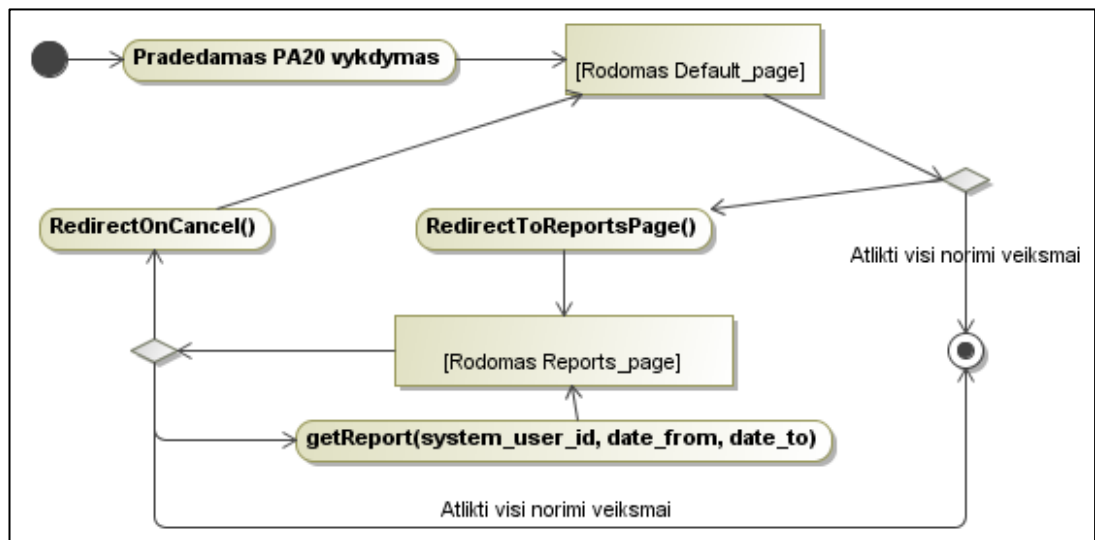 Pradedamas PA20 vykdymas
[Rodomas Default_page]
RedirectOnCancel()
RedirectToReportsPage()
Atlikti visi norimi veiksmai
[Rodomas Reports_page]
getReport(system_user_id, date_from, date_to)
Atlikti visi norimi veiksmai